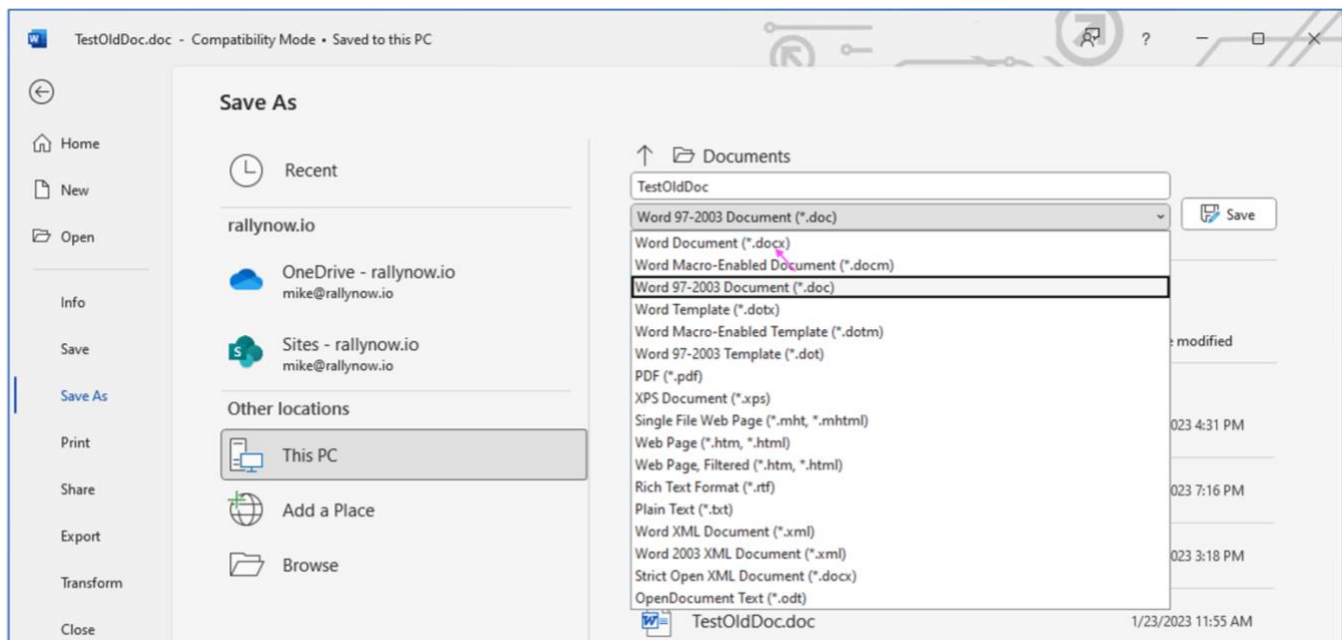 TestOldDoc.doc - Compatibility Mode • Saved to this PC
?
Save As
Home
New
Open
Info
Save
Save As
Print
Share
Export
Transform
Close
Recent
rallynow.io
OneDrive - rallynow.io
mike@rallynow.io
S
Sites - rallynow.io
mike@rallynow.io
Other locations
This PC
Add a Place
Browse
Documents
TestOldDoc
Word 97-2003 Document (*.doc)
Save
Word Document (*.docx)
Word Macro-Enabled Document (*.docm)
Word 97-2003 Document (*.doc)
Word Template (*.dotx)
Word Macro-Enabled Template (*.dotm)
Word 97-2003 Template (*.dot)
PDF (*.pdf)
XPS Document (*.xps)
Single File Web Page (*.mht, *.mhtml)
Web Page (*.htm, *.html)
Web Page, Filtered (*.htm, *.html)
Rich Text Format (*.rtf)
Plain Text (*.txt)
Word XML Document (*.xml)
Word 2003 XML Document (*.xml)
Strict Open XML Document (*.docx)
OpenDocument Text (*.odt)
modified
023 4:31 PM
023 7:16 PM
023 3:18 PM
TestOldDoc.doc 1/23/2023 11:55 AM